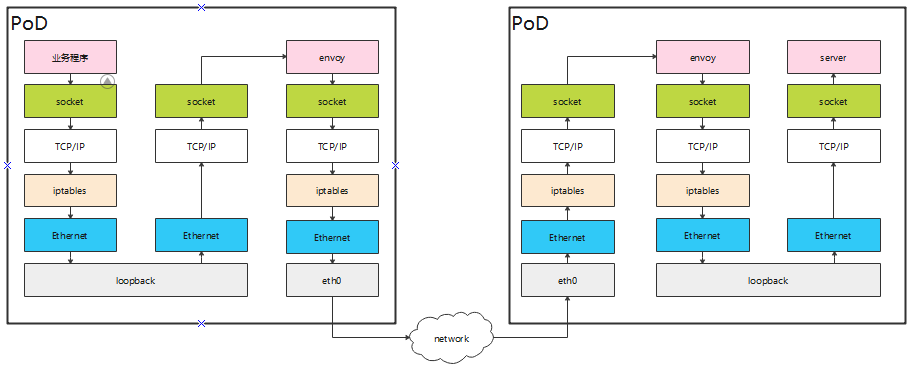 PoD
PoD
业务程序
envoy
envoy
server
socket
socket
socket
socket
socket
socket
TCP/IP
TCP/IP
TCP/IP
TCP/IP
TCP/IP
TCP/IP
iptables
iptables
iptables
iptables
Ethernet
Ethernet
Ethernet
Ethernet
Ethernet
Ethernet
loopback
eth0
eth0
loopback
network